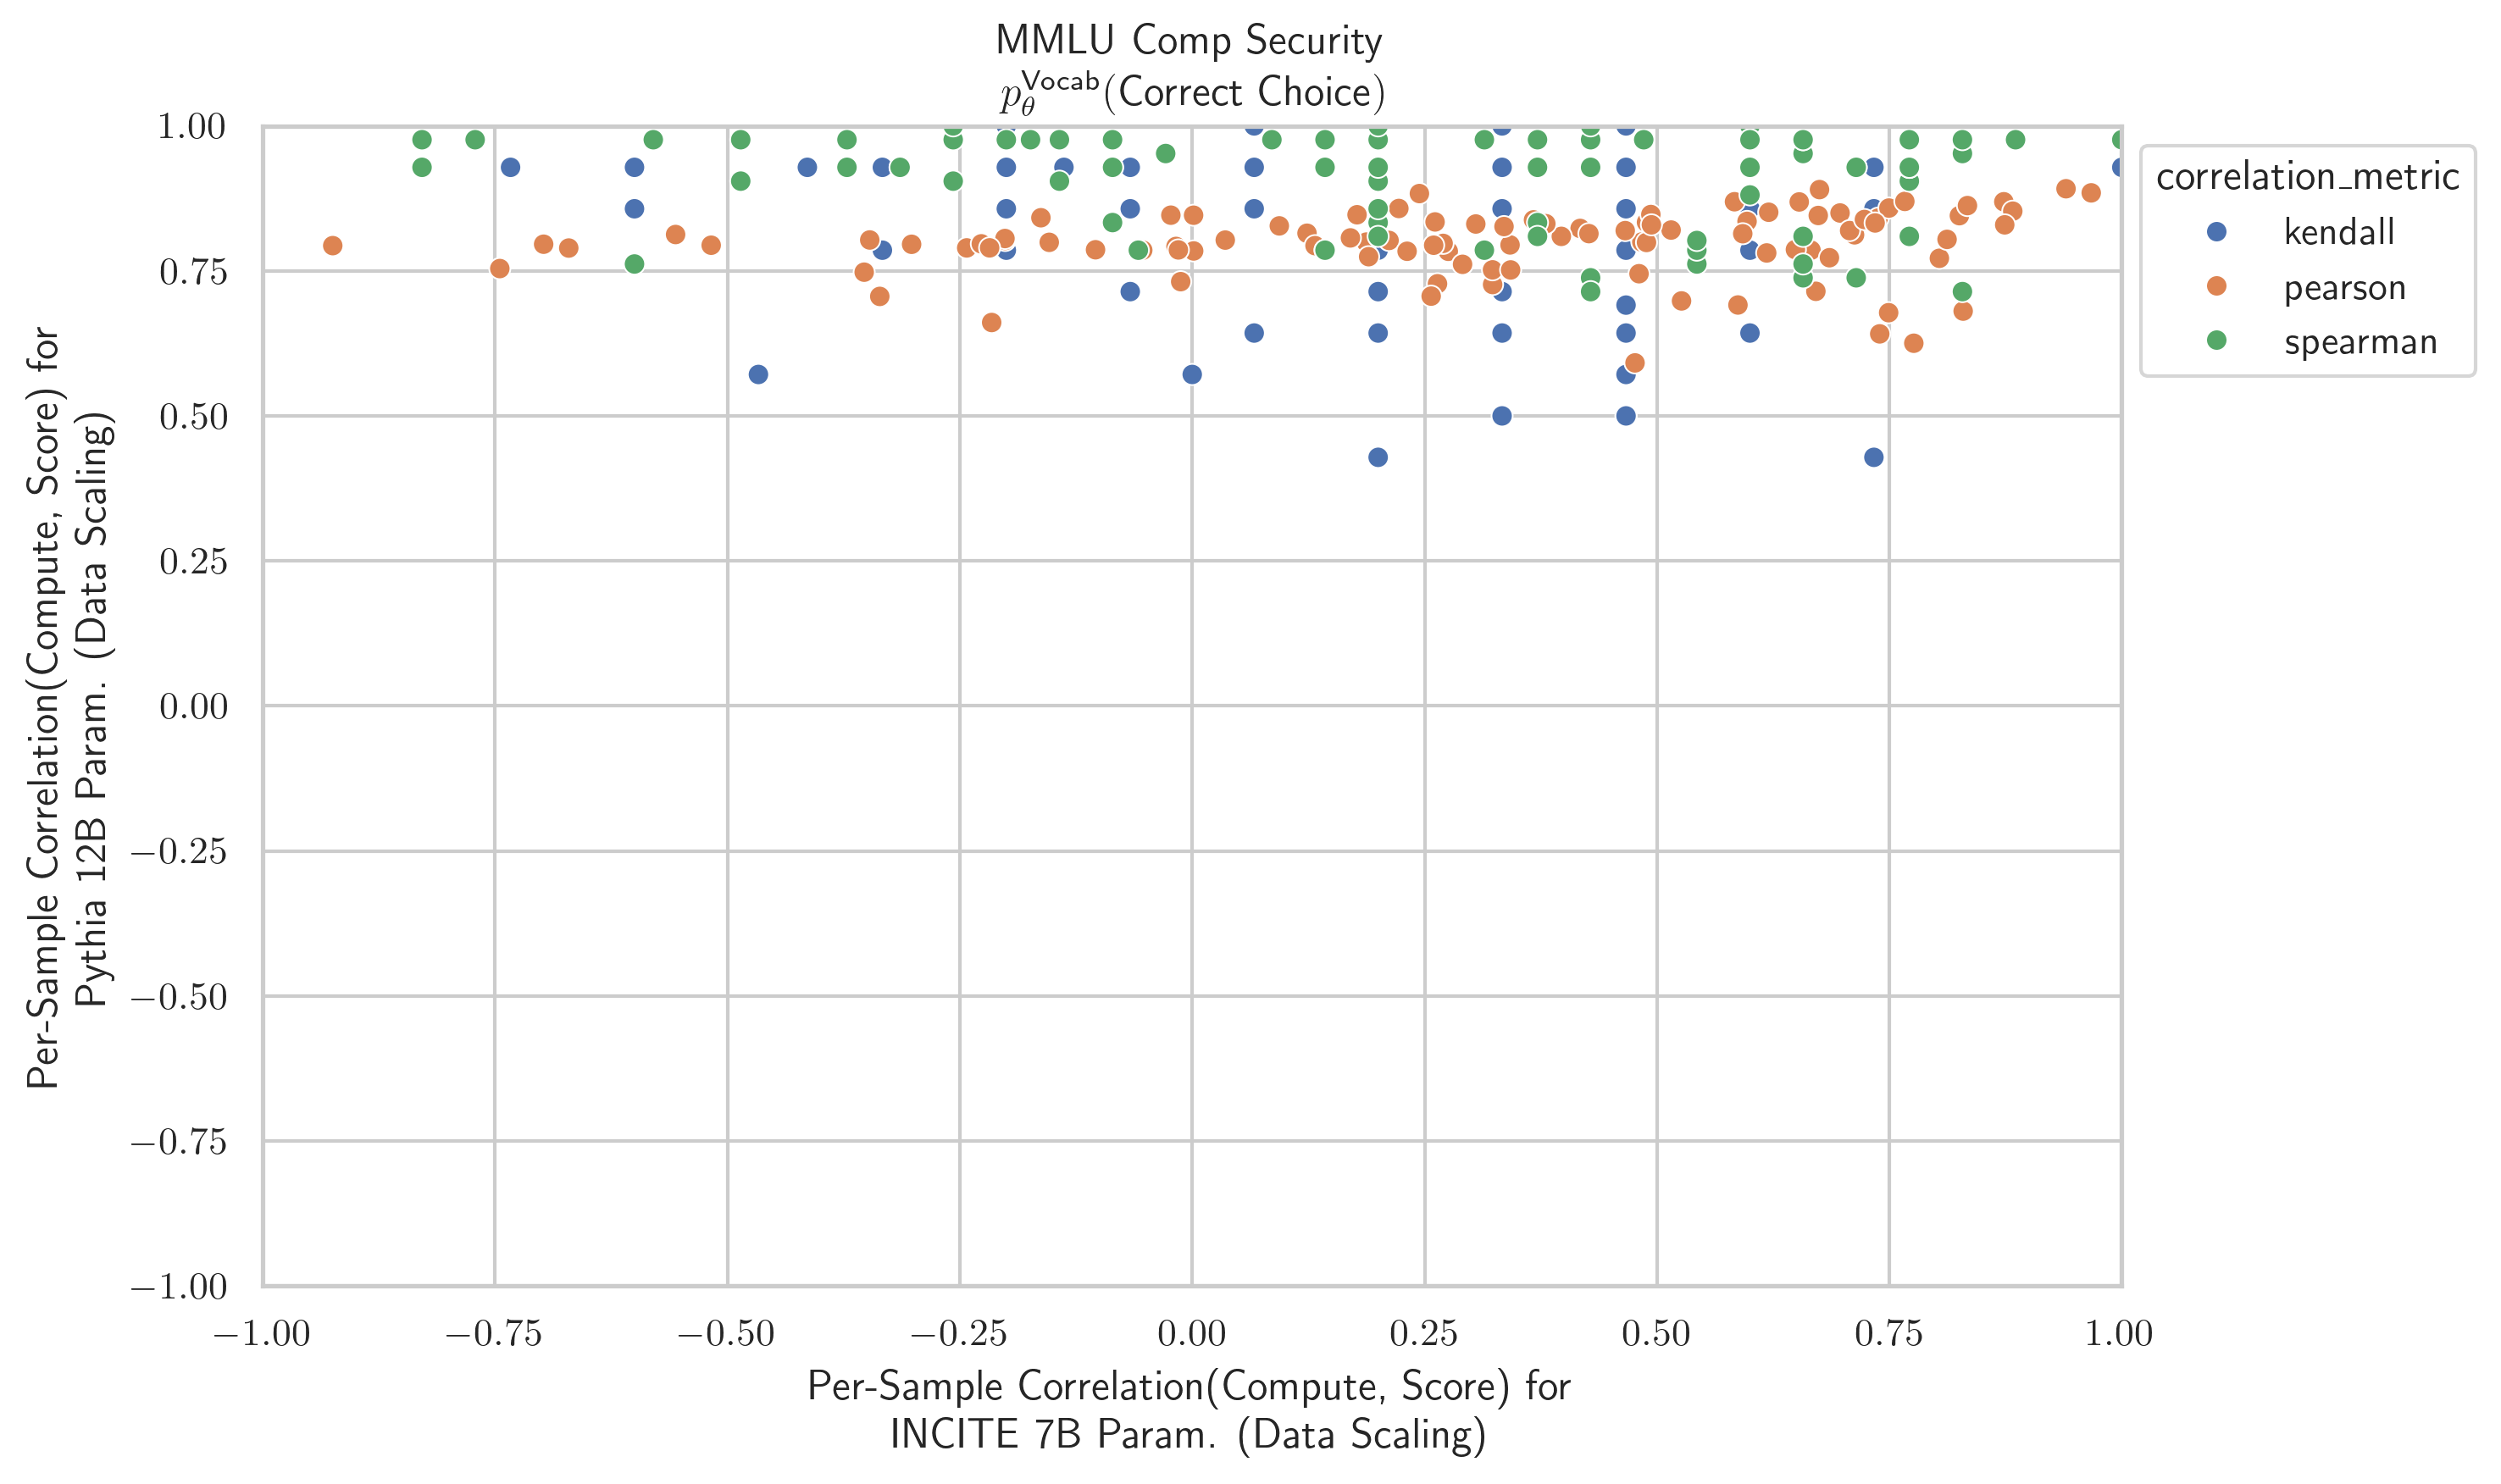 MMLU Comp Security
p_θ^Vocab(Correct Choice)
1.00
0.75
0.50
0.25
0.00
−0.25
−0.50
−0.75
−1.00
Per-Sample Correlation(Compute, Score) for
Pythia 12B Param. (Data Scaling)
correlation_metric
kendall
pearson
spearman
−1.00 −0.75 −0.50 −0.25 0.00 0.25 0.50 0.75 1.00
Per-Sample Correlation(Compute, Score) for
INCITE 7B Param. (Data Scaling)